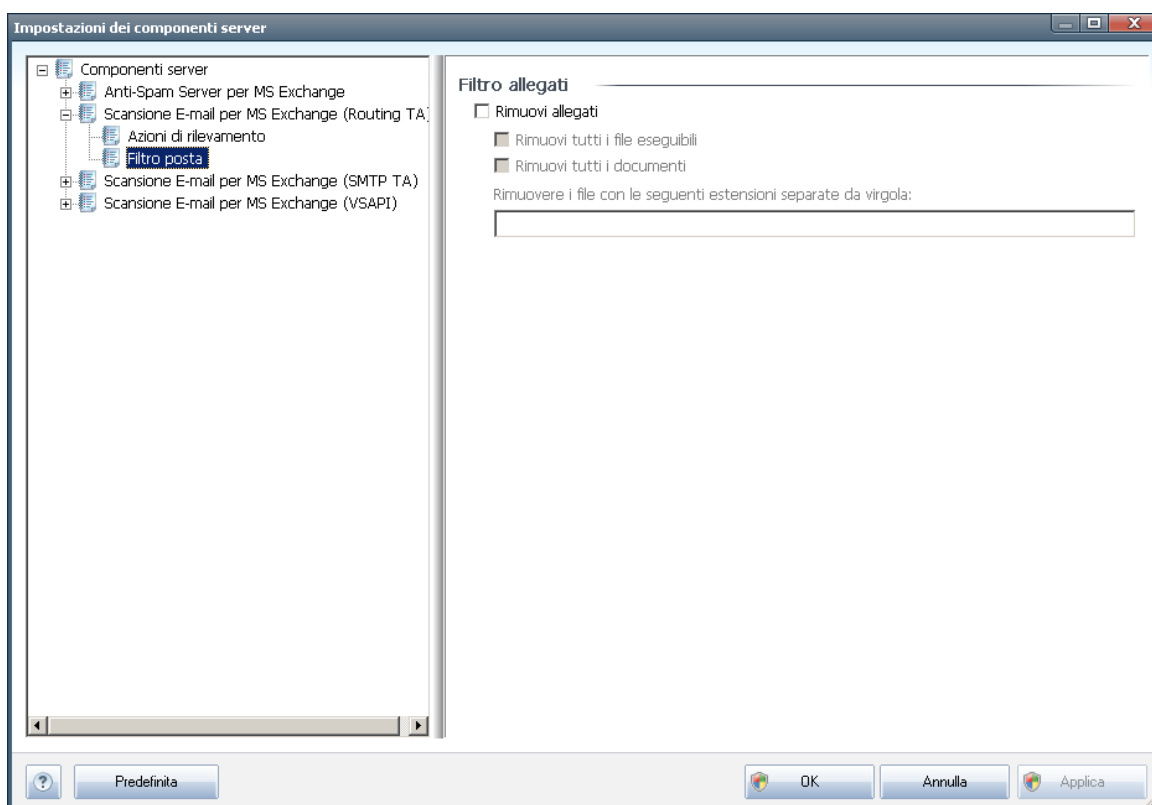 Impostazioni dei componenti server
Componenti server
Anti-Spam Server per MS Exchange
Scansione E-mail per MS Exchange (Routing TA)
Azioni di rilevamento
Filtro posta
Scansione E-mail per MS Exchange (SMTP TA)
Scansione E-mail per MS Exchange (VSAPI)
Filtro allegati
Rimuovi allegati
Rimuovi tutti i file eseguibili
Rimuovi tutti i documenti
Rimuovere i file con le seguenti estensioni separate da virgola:
?
Predefinita
OK
Annulla
Applica